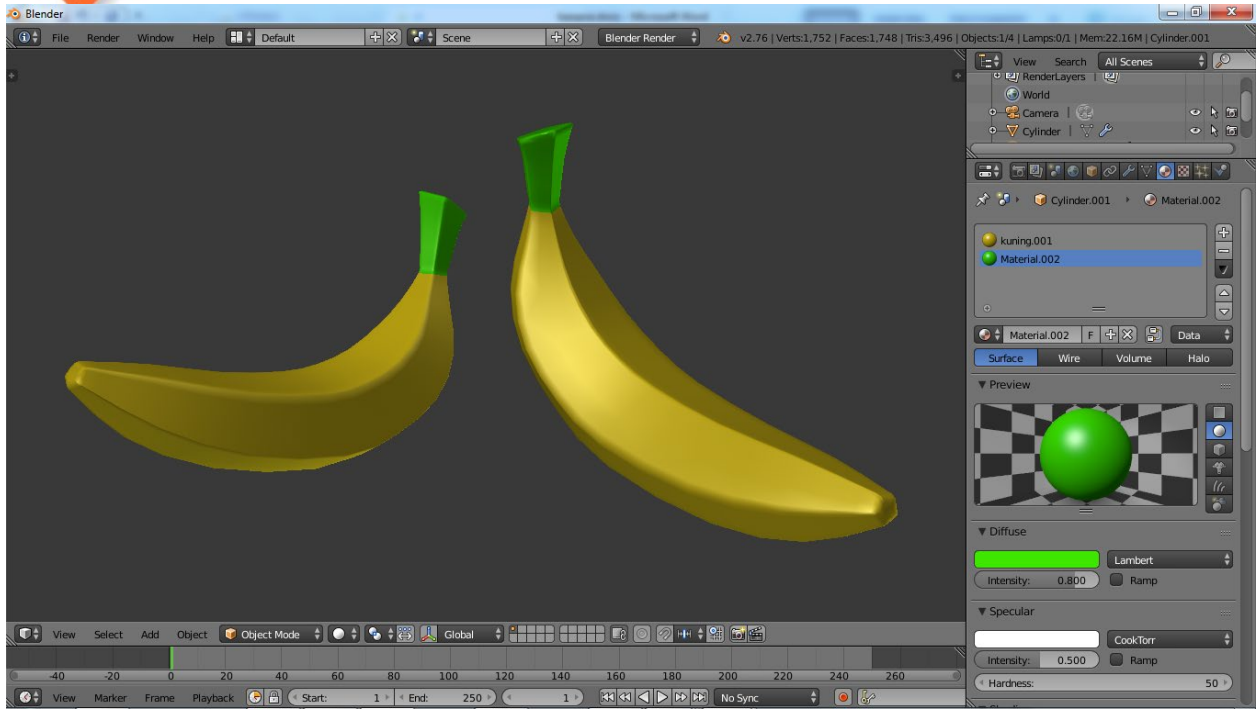 Blender
File Render Window Help Default Scene Blender Render v2.76 | Verts:1,752 | Faces:1,748 | Tris:3,496 | Objects:1/4 | Lamps:0/1 | Mem:22.16M | Cylinder.001
View Search All Scenes
RenderLayers
World
Camera
Cylinder
Cylinder.001 Material.002
kuning.001
Material.002
Material.002 F Data
Surface Wire Volume Halo
Preview
Diffuse
Lambert
Intensity: 0.800 Ramp
Specular
CookTorr
Intensity: 0.500 Ramp
Hardness: 50
View Select Add Object Object Mode Global
-40 -20 0 20 40 60 80 100 120 140 160 180 200 220 240 260
View Marker Frame Playback Start: 1 End: 250 1 No Sync